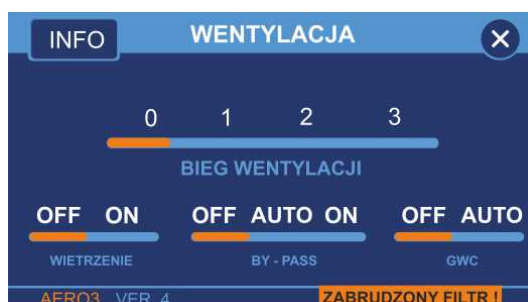 INFO WENTYLACJA X
0 1 2 3
BIEG WENTYLACJI
OFF ON OFF AUTO ON OFF AUTO
WIETRZENIE BY - PASS GWC
AERO3 VER. 4 ZABRUDZONY FILTR !